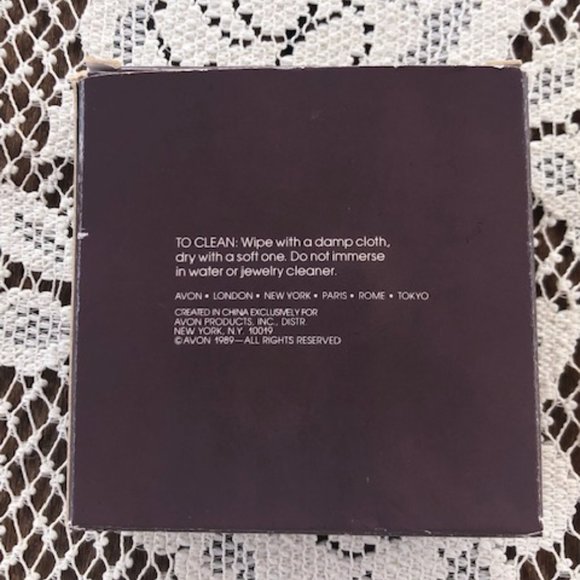 TO CLEAN: Wipe with a damp cloth,
dry with a soft one. Do not immerse
in water or jewelry cleaner.
AVON • LONDON • NEW YORK • PARIS • ROME • TOKYO
CREATED IN CHINA EXCLUSIVELY FOR
AVON PRODUCTS, INC., DISTR
NEW YORK, N.Y. 10019
©AVON 1989—ALL RIGHTS RESERVED